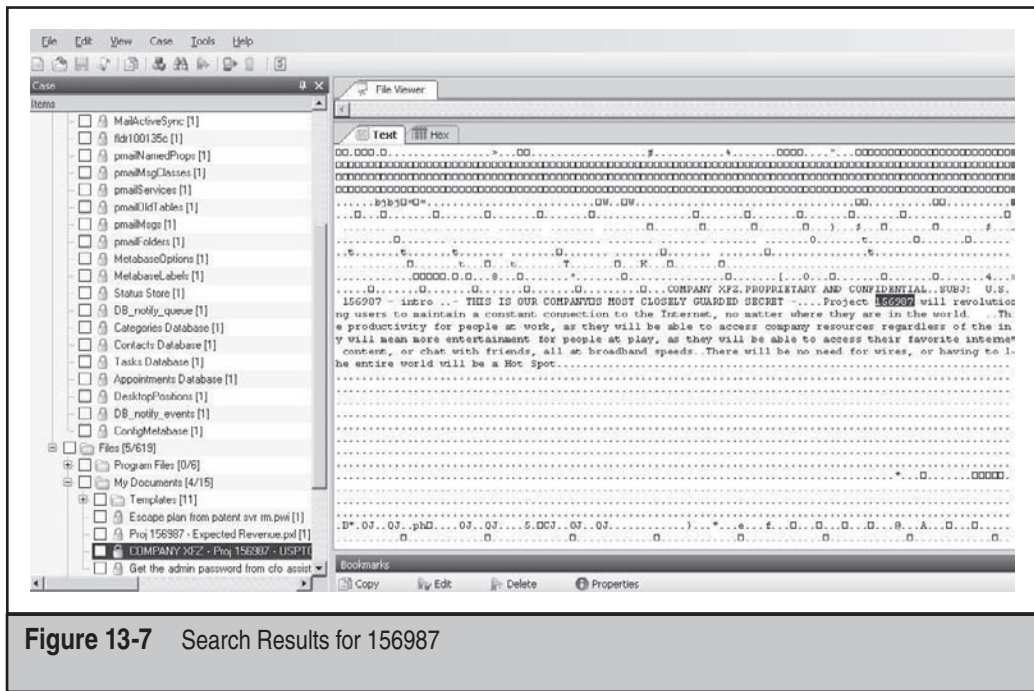 File Edit View Case Tools Help
Case
Items
MailActiveSync [1]
fldr100135c [1]
pmailNamedProps [1]
pmailMsgClasses [1]
pmailServices [1]
pmailOldTables [1]
pmailMsgs [1]
pmailFolders [1]
MetabaseOptions [1]
MetabaseLabels [1]
Status Store [1]
DB_notify_queue [1]
Categories Database [1]
Contacts Database [1]
Tasks Database [1]
Appointments Database [1]
DesktopPositions [1]
DB_notify_events [1]
ConfigMetabase [1]
Files [5/619]
Program Files [0/6]
My Documents [4/15]
Templates [11]
Escape plan from patent svr rm.pwi [1]
Proj 156987 - Expected Revenue.pxl [1]
COMPANY XFZ - Proj 156987 - USPTO
Get the admin password from cfo assist
File Viewer
Text Hex
COMPANY XFZ.PROPRIETARY AND CONFIDENTIAL..SUBJ: U.S.
156987 - intro ..- THIS IS OUR COMPANY'S MOST CLOSELY GUARDED SECRET -....Project 156987 will revolution
ng users to maintain a constant connection to the Internet, no matter where they are in the world. ..Thi
e productivity for people at work, as they will be able to access company resources regardless of the in
y will mean more entertainment for people at play, as they will be able to access their favorite interne
content, or chat with friends, all at broadband speeds..There will be no need for wires, or having to l
he entire world will be a Hot Spot
Bookmarks
Copy Edit Delete Properties
Figure 13-7 Search Results for 156987